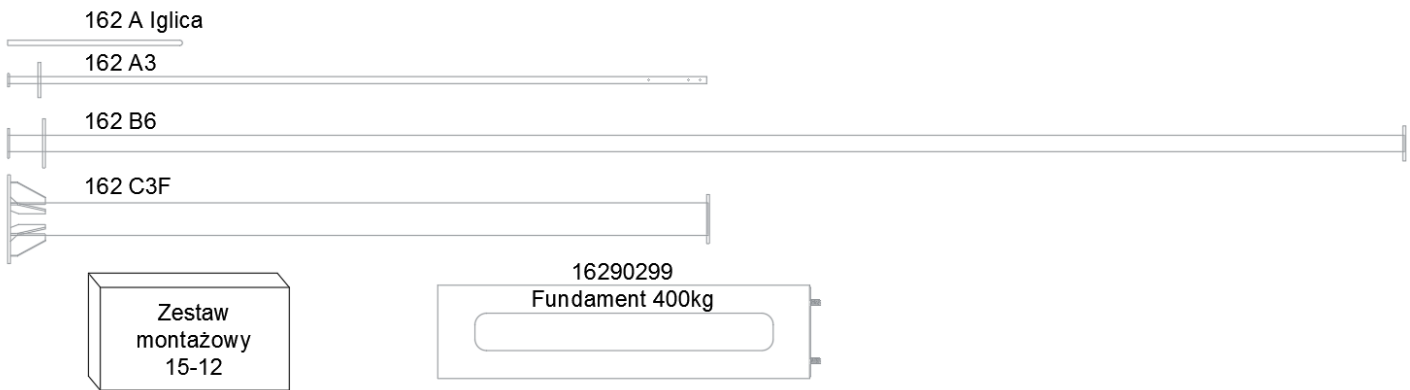 162 A Iglica
162 A3
162 B6
162 C3F
16290299
Fundament 400kg
Zestaw
montażowy
15-12